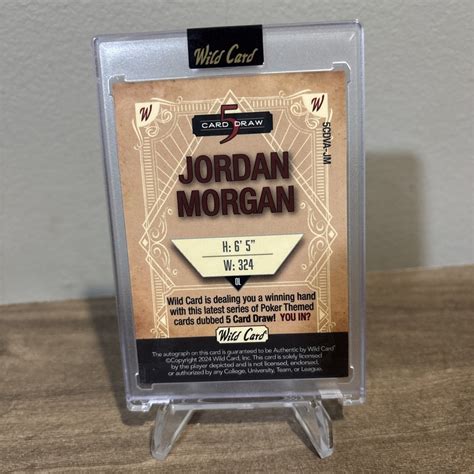 Wild Card
W
W
5
CARD DRAW
5CDVA-JM
JORDAN
MORGAN
H: 6' 5"
W: 324
OL
Wild Card is dealing you a winning hand
with this latest series of Poker Themed
cards dubbed 5 Card Draw! YOU IN?
Wild Card
The autograph on this card is guaranteed to be Authentic by Wild Card!
©Copyright 2024 Wild Card, Inc. This card is solely licensed
by the player depicted and is not licensed, endorsed,
or authorized by any College, University, Team, or League.